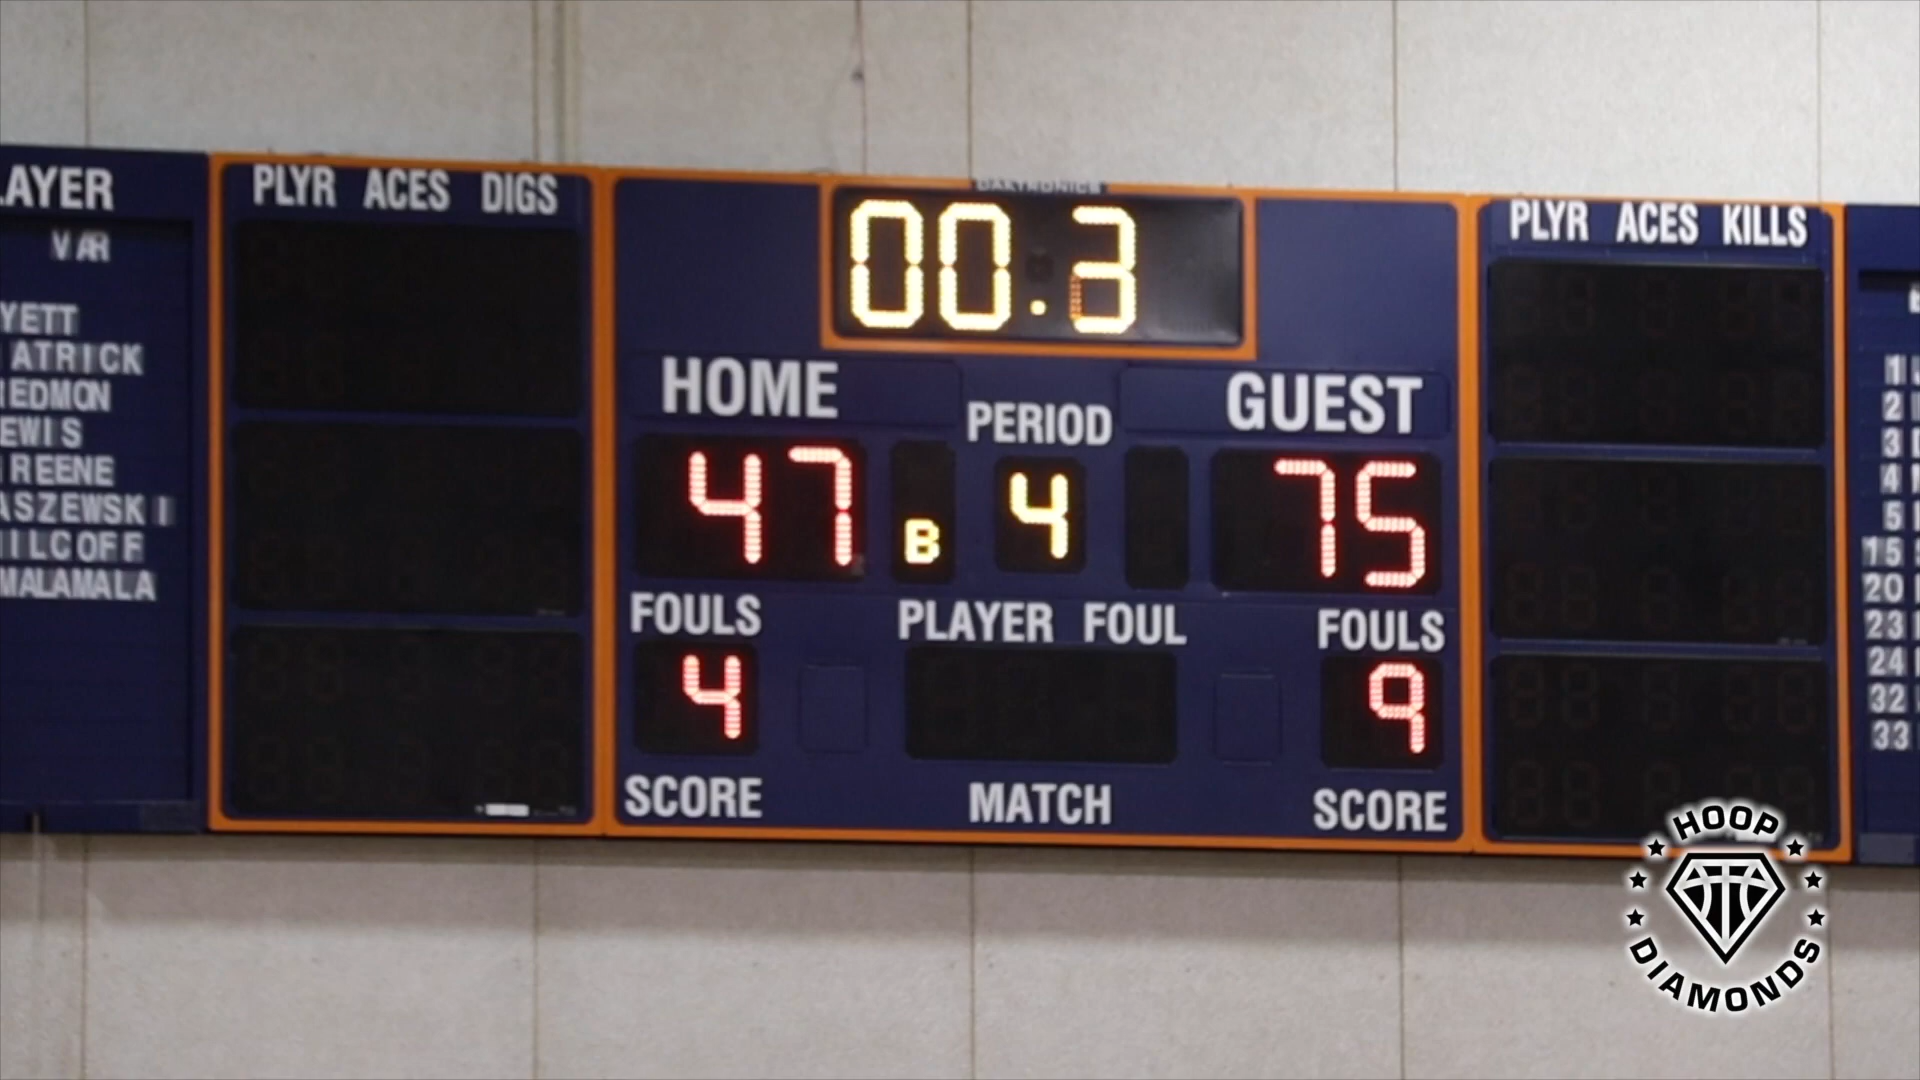 LAYER
VAR
YETT
ATRICK
REDMON
EWIS
REENE
ASZEWSKI
ILCOFF
MALAMALA
PLYR ACES DIGS
DAKTRONICS
00.3
HOME
PERIOD
GUEST
47
B
4
75
FOULS
PLAYER FOUL
FOULS
4
9
SCORE
MATCH
SCORE
PLYR ACES KILLS
1
2
3
4
5
15
20
23
24
32
33
HOOP
DIAMONDS